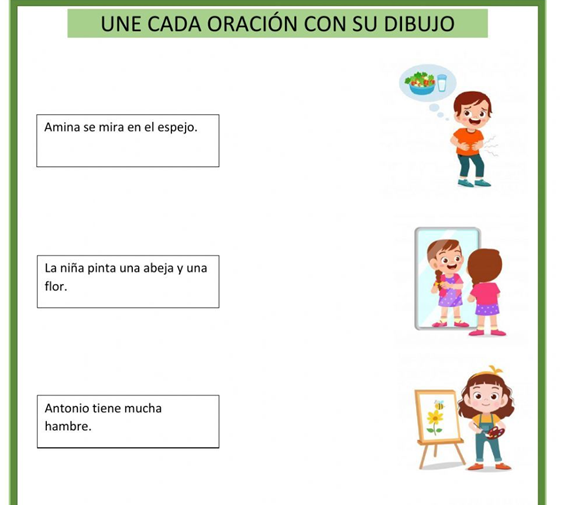 UNE CADA ORACIÓN CON SU DIBUJO
Amina se mira en el espejo.
La niña pinta una abeja y una
flor.
Antonio tiene mucha
hambre.